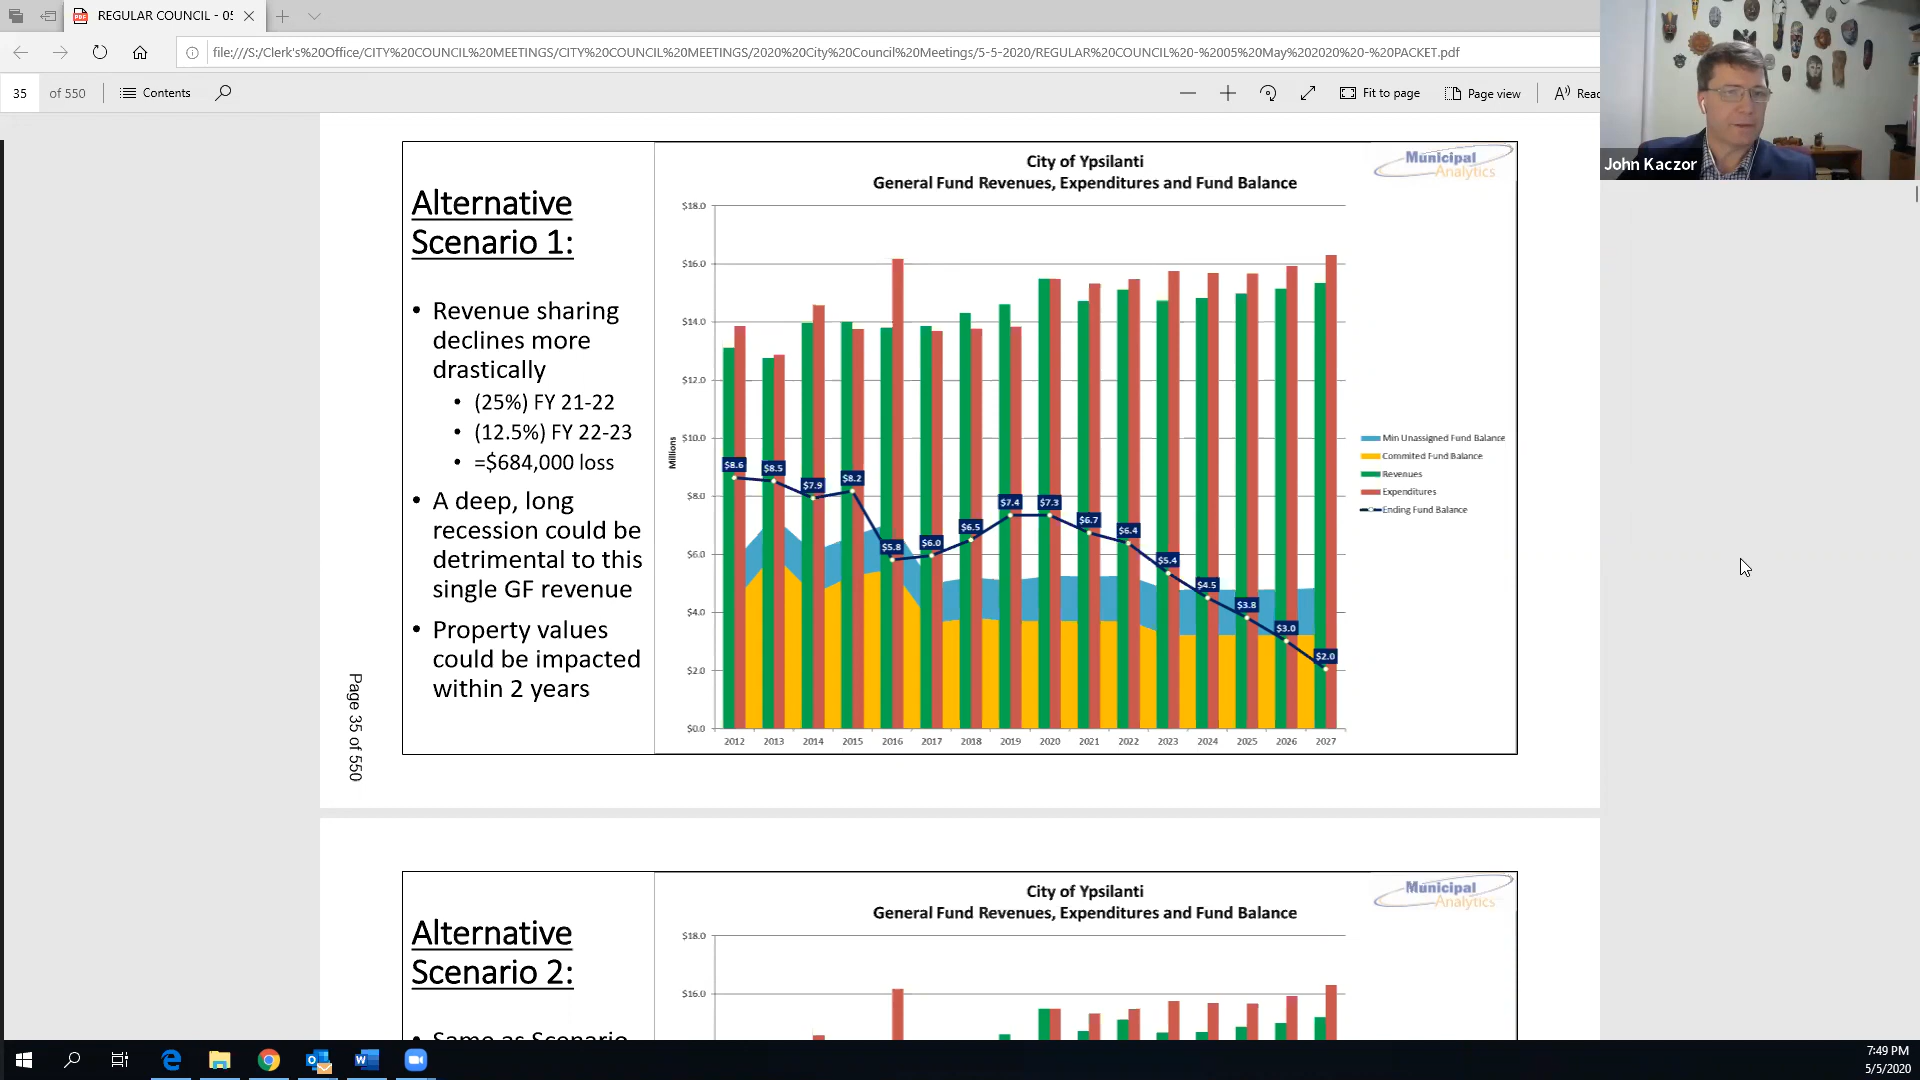 REGULAR COUNCIL - 05
file:///S:/Clerk's%20Office/CITY%20COUNCIL%20MEETINGS/CITY%20COUNCIL%20MEETINGS/2020%20City%20Council%20Meetings/5-5-2020/REGULAR%20COUNCIL%20-%2005%20May%202020%20-%20PACKET.pdf
35 of 550 Contents
Fit to page Page view Read
John Kaczor
Alternative
Scenario 1:
• Revenue sharing
declines more
drastically
• (25%) FY 21-22
• (12.5%) FY 22-23
• =$684,000 loss
• A deep, long
recession could be
detrimental to this
single GF revenue
• Property values
could be impacted
within 2 years
Page 35 of 550
City of Ypsilanti
General Fund Revenues, Expenditures and Fund Balance
Municipal
Analytics
$18.0
$16.0
$14.0
$12.0
$10.0
$8.0
$6.0
$4.0
$2.0
$0.0
Millions
$8.6 $8.5 $7.9 $8.2 $5.8 $6.0 $6.5 $7.4 $7.3 $6.7 $6.4 $5.4 $4.5 $3.8 $3.0 $2.0
2012 2013 2014 2015 2016 2017 2018 2019 2020 2021 2022 2023 2024 2025 2026 2027
Min Unassigned Fund Balance
Commited Fund Balance
Revenues
Expenditures
Ending Fund Balance
Alternative
Scenario 2:
• Same as Scenario
City of Ypsilanti
General Fund Revenues, Expenditures and Fund Balance
Municipal
Analytics
$18.0
$16.0
7:49 PM
5/5/2020